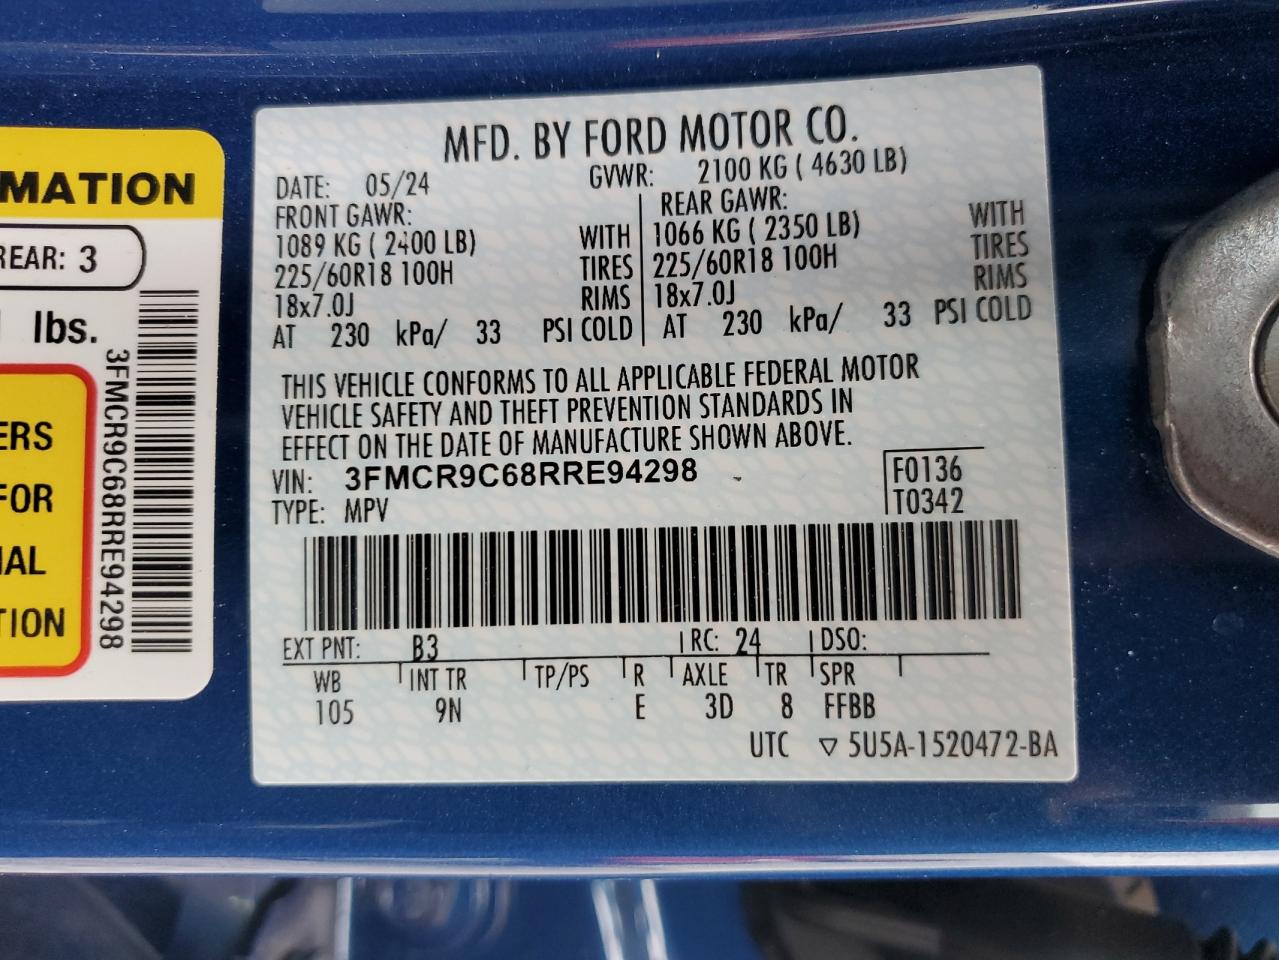 MATION
REAR: 3
lbs.
ERS
FOR
IAL
TION
3FMCR9C68RRE94298
MFD. BY FORD MOTOR CO.
DATE: 05/24 GVWR: 2100 KG ( 4630 LB)
FRONT GAWR: REAR GAWR:
1089 KG ( 2400 LB) WITH 1066 KG ( 2350 LB) WITH
225/60R18 100H TIRES 225/60R18 100H TIRES
18x7.0J RIMS 18x7.0J RIMS
AT 230 kPa/ 33 PSI COLD AT 230 kPa/ 33 PSI COLD
THIS VEHICLE CONFORMS TO ALL APPLICABLE FEDERAL MOTOR
VEHICLE SAFETY AND THEFT PREVENTION STANDARDS IN
EFFECT ON THE DATE OF MANUFACTURE SHOWN ABOVE.
VIN: 3FMCR9C68RRE94298 F0136
TYPE: MPV T0342
EXT PNT: B3 RC: 24 DSO:
WB INT TR TP/PS R AXLE TR SPR
105 9N E 3D 8 FFBB
UTC ▽ 5U5A-1520472-BA